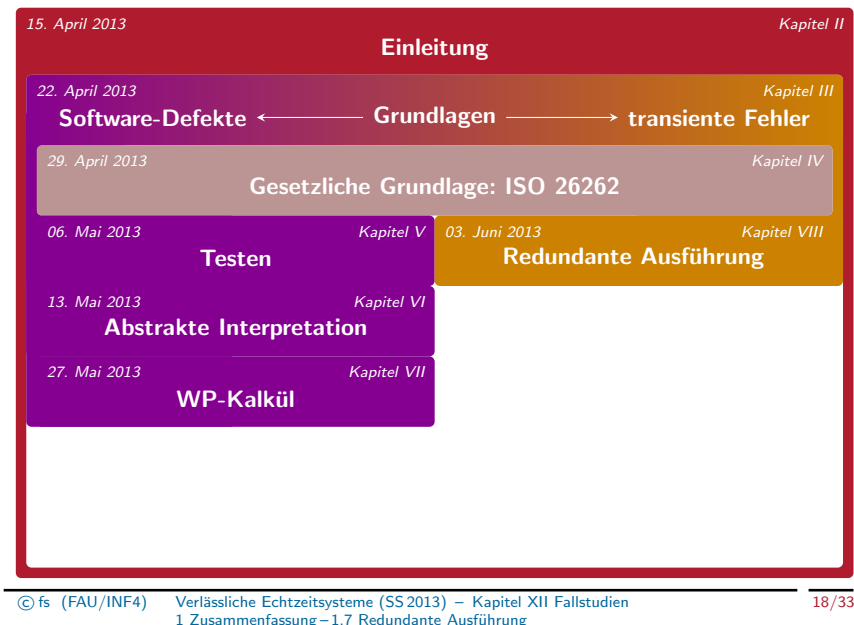 15. April 2013 Kapitel II
Einleitung
22. April 2013 Kapitel III
Software-Defekte Grundlagen transiente Fehler
29. April 2013 Kapitel IV
Gesetzliche Grundlage: ISO 26262
06. Mai 2013 Kapitel V 03. Juni 2013 Kapitel VIII
Testen Redundante Ausführung
13. Mai 2013 Kapitel VI
Abstrakte Interpretation
27. Mai 2013 Kapitel VII
WP-Kalkül
© fs (FAU/INF4) Verlässliche Echtzeitsysteme (SS 2013) – Kapitel XII Fallstudien 18/33
1 Zusammenfassung – 1.7 Redundante Ausführung